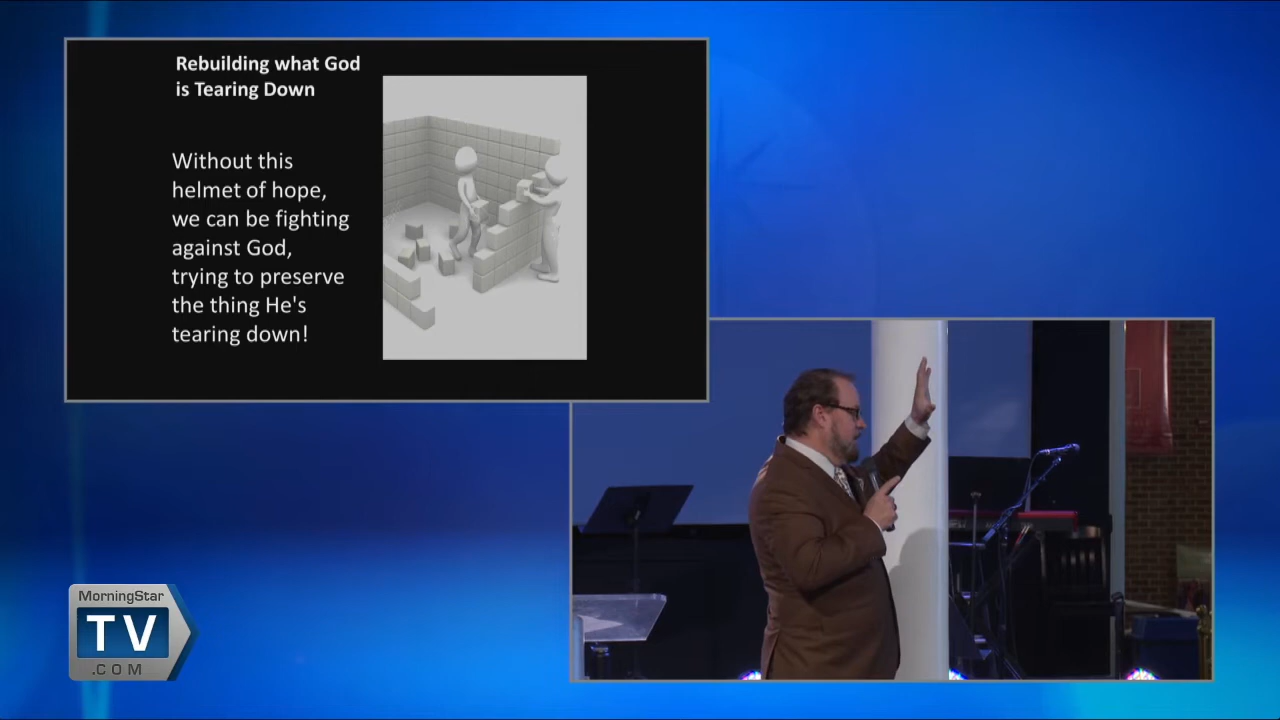 Rebuilding what God
is Tearing Down
Without this
helmet of hope,
we can be fighting
against God,
trying to preserve
the thing He's
tearing down!
MorningStar
TV
.COM